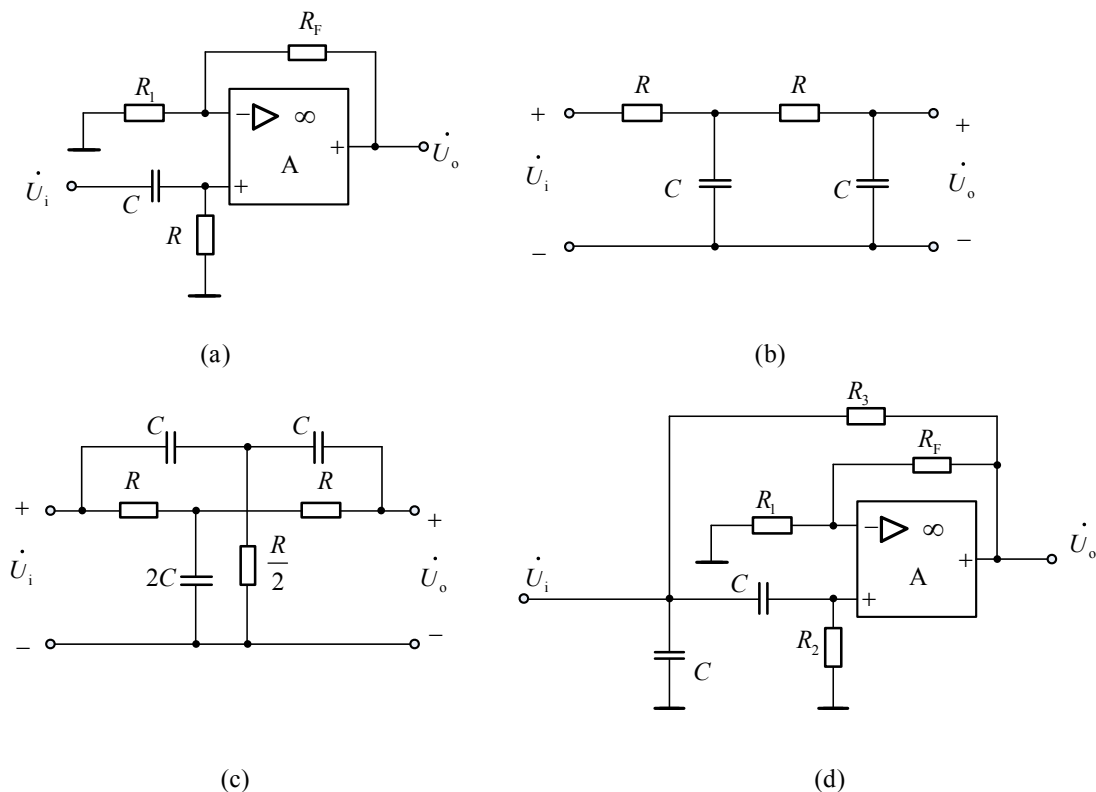 R_F
R_1
− ▷ ∞
A
+
+
U̇_o
U̇_i
C
R
(a)
R R
+ +
U̇_i C C U̇_o
− −
(b)
C C
R R
+ +
U̇_i 2C R/2 U̇_o
− −
(c)
R_3
R_F
R_1
− ▷ ∞
A
+
+
U̇_o
U̇_i
C
R_2
C
(d)